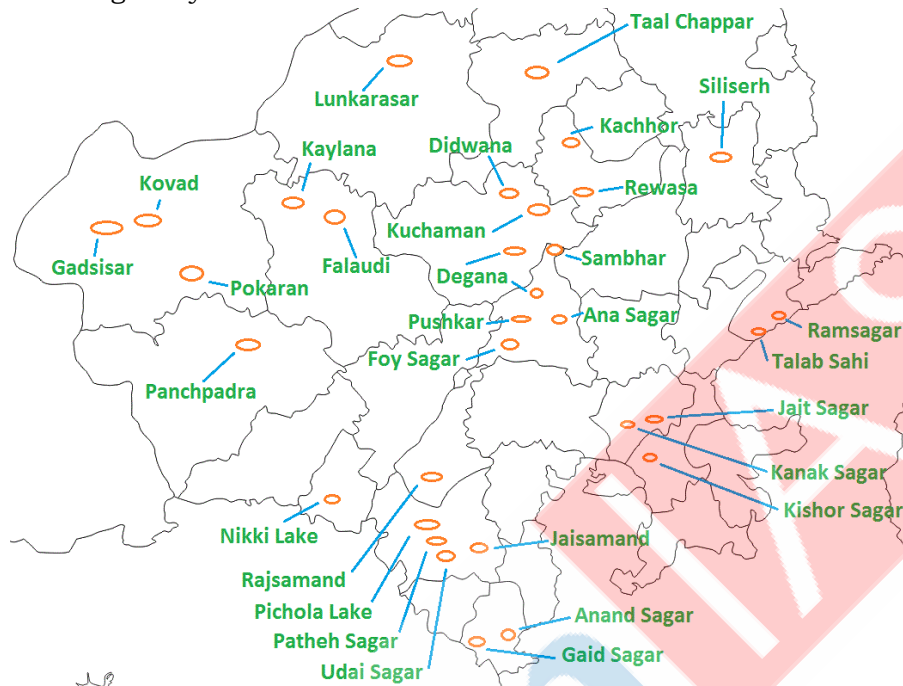 Taal Chappar
Siliserh
Lunkarasar
Kachhor
Didwana
Kaylana
Kovad
Rewasa
Kuchaman
Sambhar
Gadsisar
Falaudi
Degana
Pokaran
Pushkar
Ana Sagar
Ramsagar
Foy Sagar
Talab Sahi
Panchpadra
Jait Sagar
Kanak Sagar
Kishor Sagar
Nikki Lake
Jaisamand
Rajsamand
Pichola Lake
Anand Sagar
Patheh Sagar
Gaid Sagar
Udai Sagar